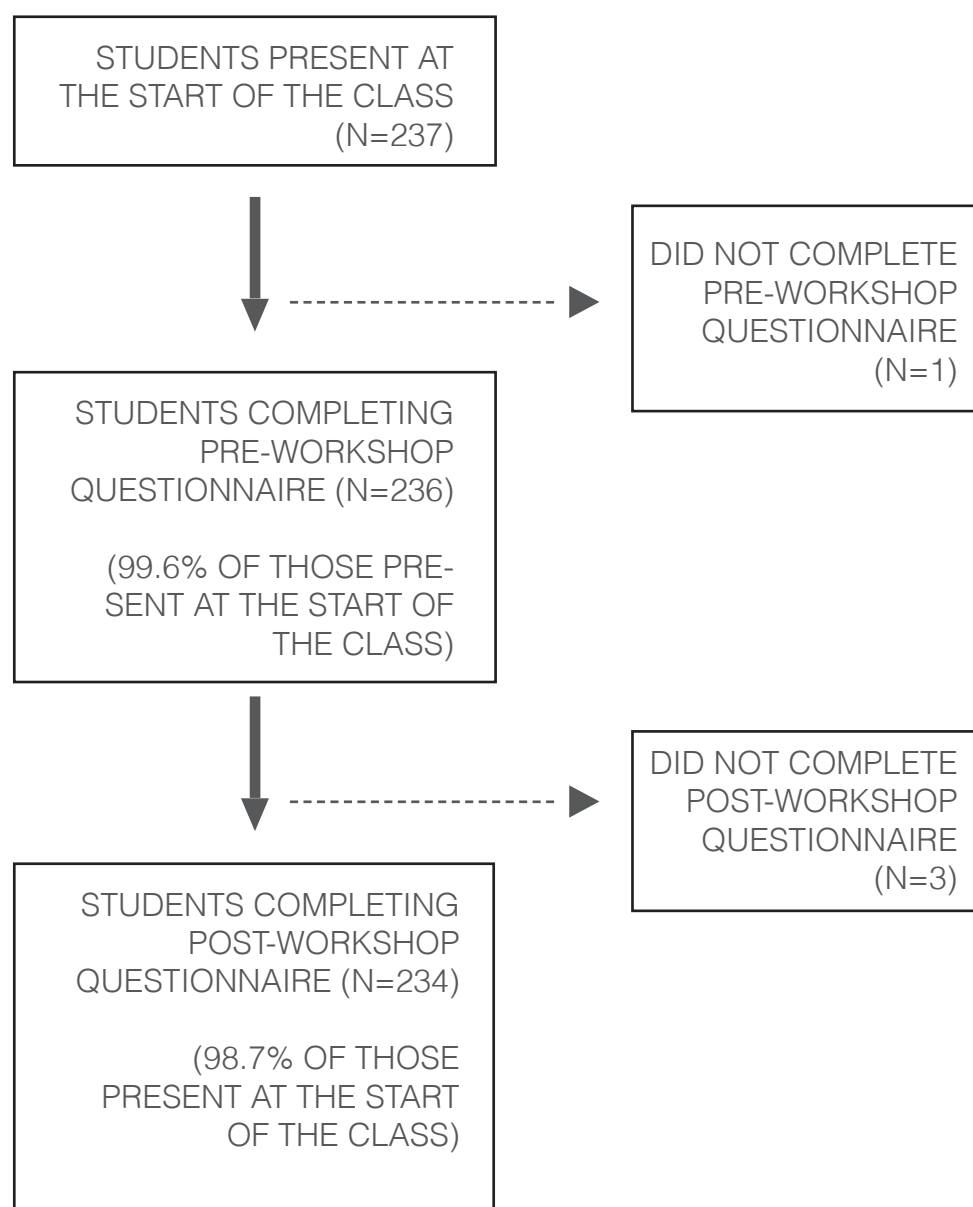 STUDENTS PRESENT AT
THE START OF THE CLASS
(N=237)
DID NOT COMPLETE
PRE-WORKSHOP
QUESTIONNAIRE
(N=1)
STUDENTS COMPLETING
PRE-WORKSHOP
QUESTIONNAIRE (N=236)
(99.6% OF THOSE PRE-
SENT AT THE START OF
THE CLASS)
DID NOT COMPLETE
POST-WORKSHOP
QUESTIONNAIRE
(N=3)
STUDENTS COMPLETING
POST-WORKSHOP
QUESTIONNAIRE (N=234)
(98.7% OF THOSE
PRESENT AT THE START
OF THE CLASS)